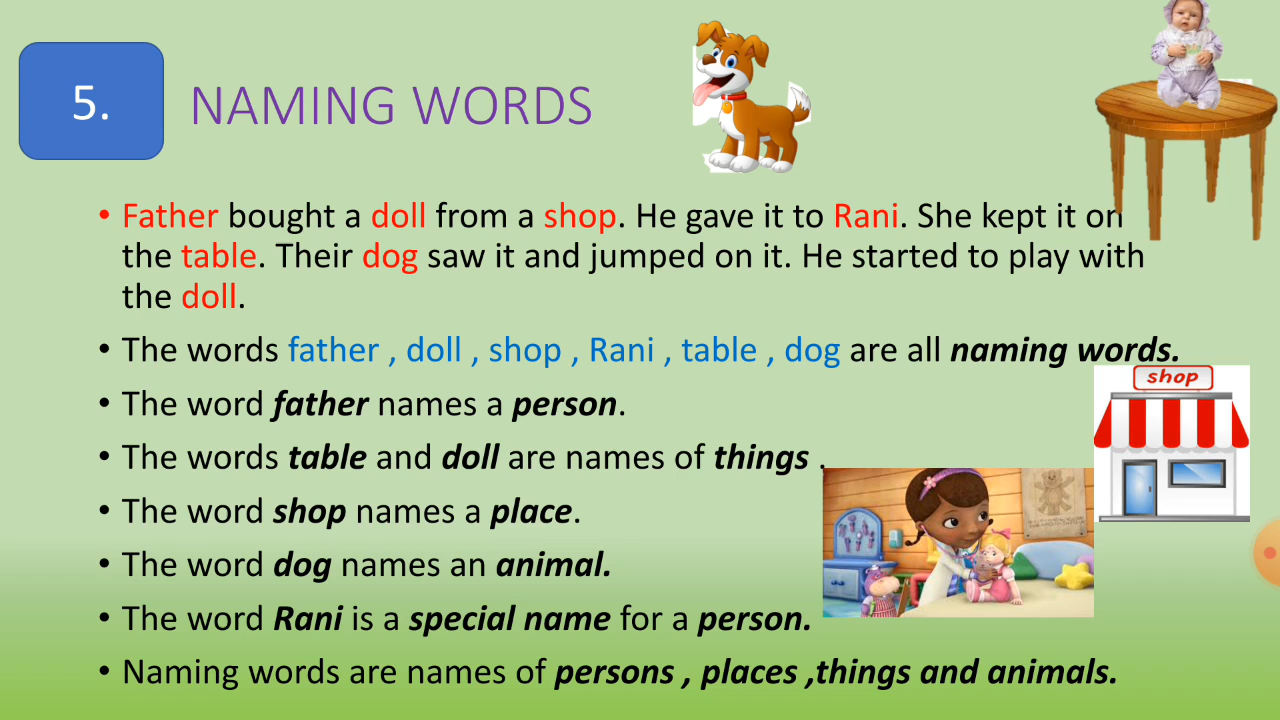 5.
NAMING WORDS
• Father bought a doll from a shop. He gave it to Rani. She kept it on
the table. Their dog saw it and jumped on it. He started to play with
the doll.
• The words father , doll , shop , Rani , table , dog are all naming words.
• The word father names a person.
• The words table and doll are names of things .
• The word shop names a place.
• The word dog names an animal.
• The word Rani is a special name for a person.
• Naming words are names of persons , places ,things and animals.
shop